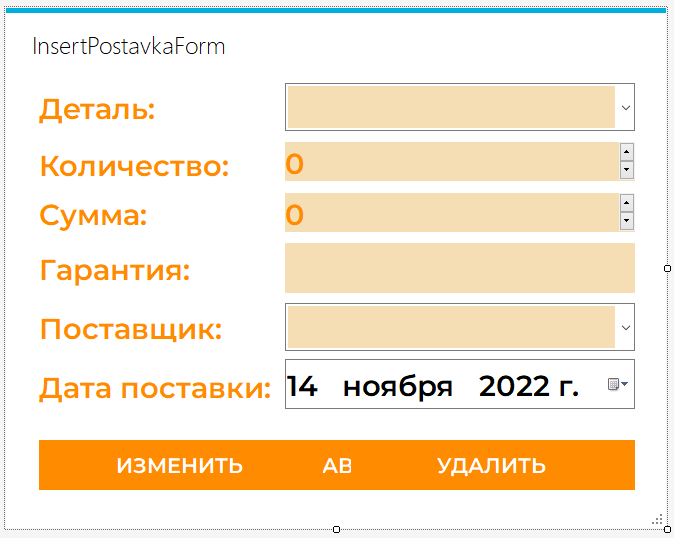 InsertPostavkaForm
Деталь:
Количество: 0
Сумма: 0
Гарантия:
Поставщик:
Дата поставки: 14 ноября 2022 г.
ИЗМЕНИТЬ АВ УДАЛИТЬ